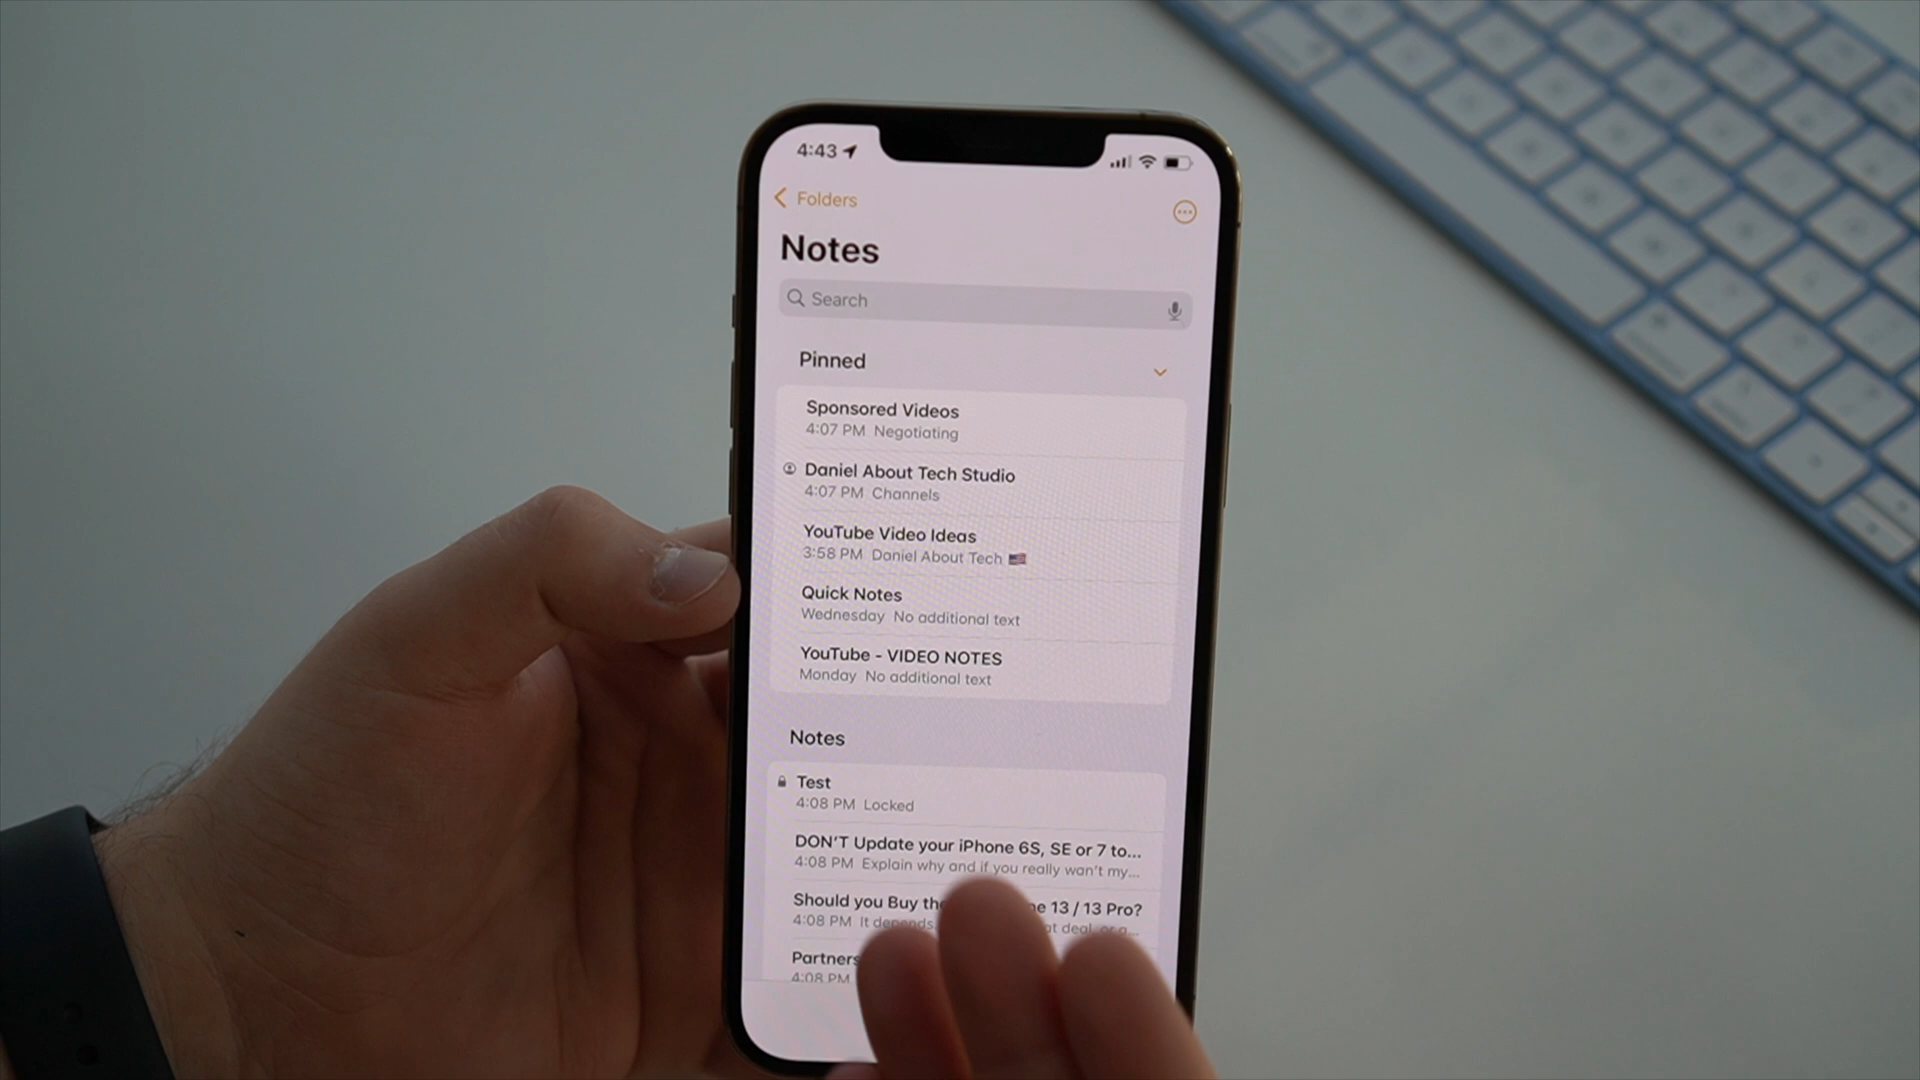 4:43
Folders
Notes
Search
Pinned
Sponsored Videos
4:07 PM Negotiating
Daniel About Tech Studio
4:07 PM Channels
YouTube Video Ideas
3:58 PM Daniel About Tech 🇺🇸
Quick Notes
Wednesday No additional text
YouTube - VIDEO NOTES
Monday No additional text
Notes
Test
4:08 PM Locked
DON'T Update your iPhone 6S, SE or 7 to...
4:08 PM Explain why and if you really wan't my...
Should you Buy the 13 / 13 Pro?
4:08 PM It depends. deal, or a...
Partners
4:08 PM